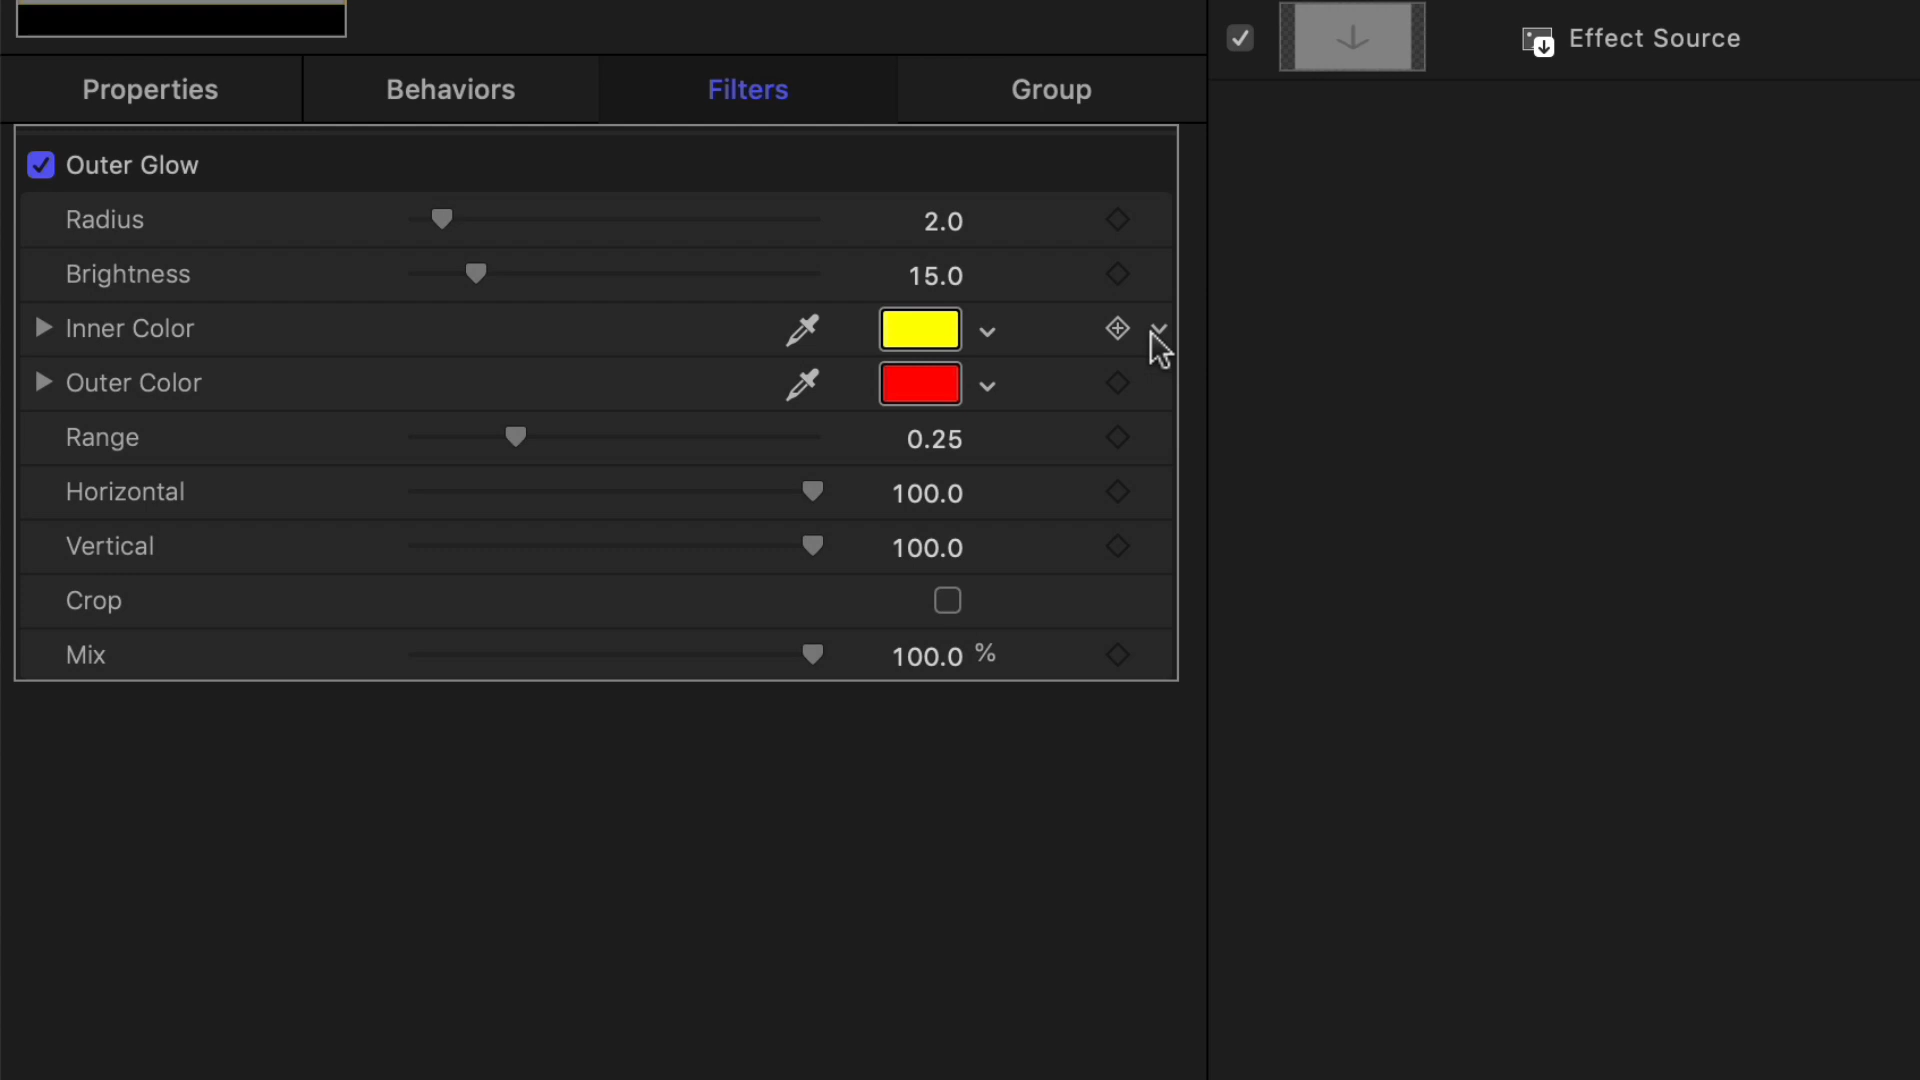 Effect Source
Properties Behaviors Filters Group
Outer Glow
Radius 2.0
Brightness 15.0
Inner Color
Outer Color
Range 0.25
Horizontal 100.0
Vertical 100.0
Crop
Mix 100.0 %